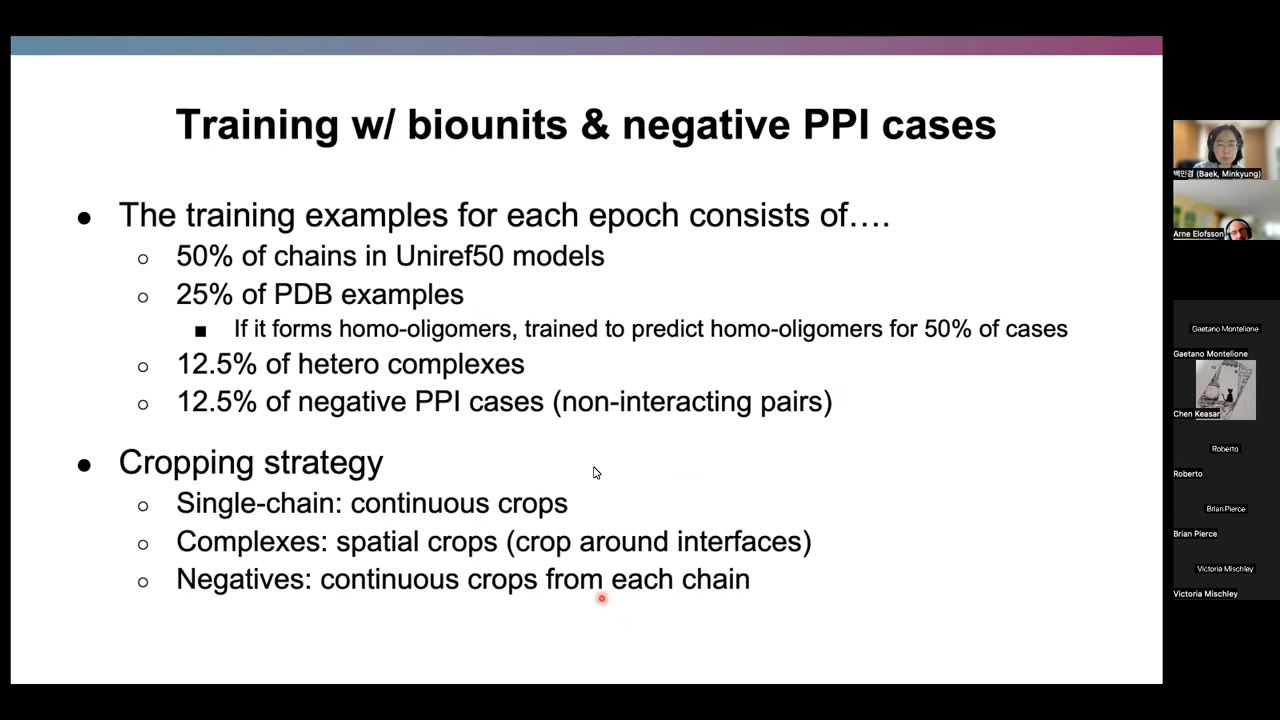 Training w/ biounits & negative PPI cases
● The training examples for each epoch consists of....
○ 50% of chains in Uniref50 models
○ 25% of PDB examples
■ If it forms homo-oligomers, trained to predict homo-oligomers for 50% of cases
○ 12.5% of hetero complexes
○ 12.5% of negative PPI cases (non-interacting pairs)
● Cropping strategy
○ Single-chain: continuous crops
○ Complexes: spatial crops (crop around interfaces)
○ Negatives: continuous crops from each chain
백민경 (Baek, Minkyung)
Arne Elofsson
Gaetano Montelione
Gaetano Montelione
Chen Keasar
Roberto
Roberto
Brian Pierce
Brian Pierce
Victoria Mischley
Victoria Mischley